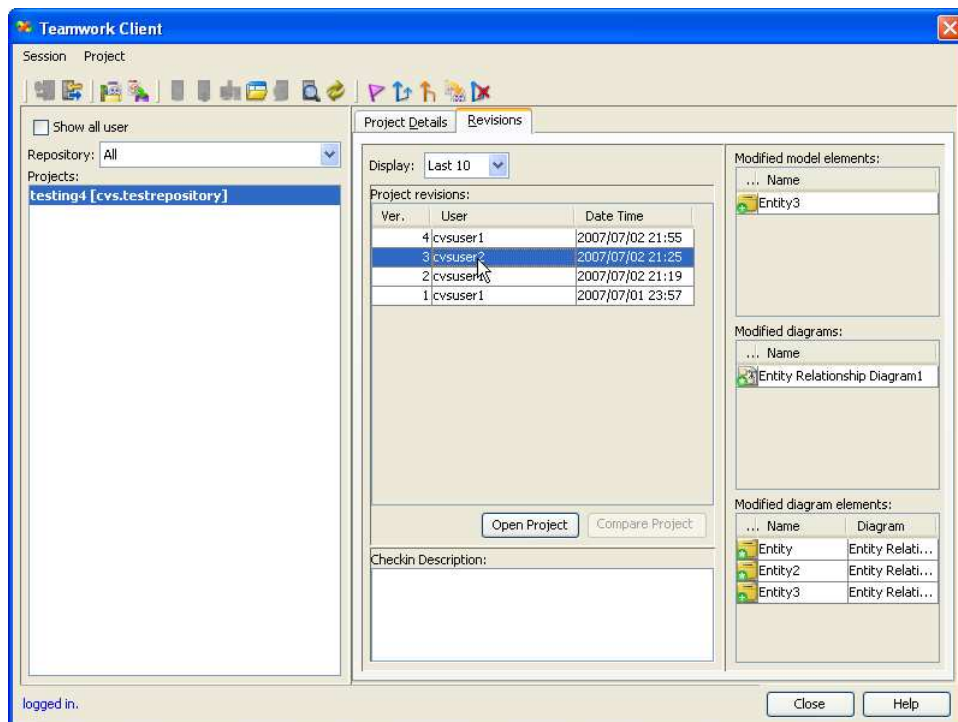 Teamwork Client
Session Project
Show all user
Repository: All
Projects:
testing4 [cvs.testrepository]
Project Details Revisions
Display: Last 10
Project revisions:
Ver. User Date Time
4 cvsuser1 2007/07/02 21:55
3 cvsuser2 2007/07/02 21:25
2 cvsuser1 2007/07/02 21:19
1 cvsuser1 2007/07/01 23:57
Open Project Compare Project
Checkin Description:
Modified model elements:
... Name
Entity3
Modified diagrams:
... Name
Entity Relationship Diagram1
Modified diagram elements:
... Name Diagram
Entity Entity Relati...
Entity2 Entity Relati...
Entity3 Entity Relati...
logged in.
Close Help